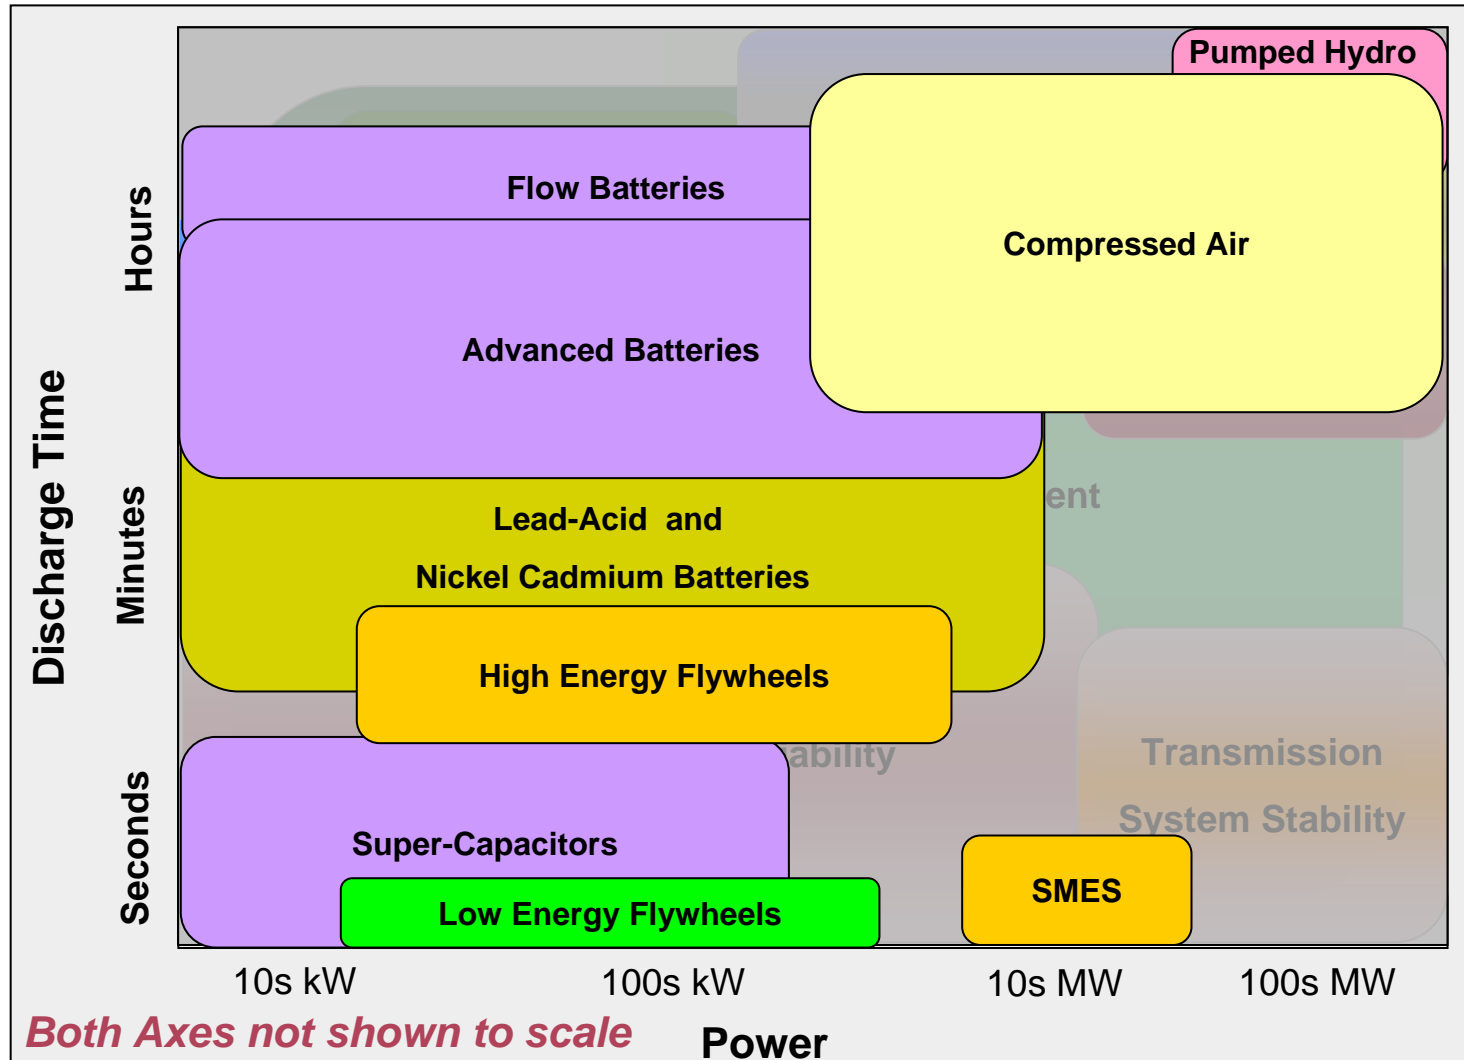 Pumped Hydro
Flow Batteries
Compressed Air
Advanced Batteries
ent
Lead-Acid and
Nickel Cadmium Batteries
High Energy Flywheels
ability
Transmission
System Stability
Super-Capacitors
SMES
Low Energy Flywheels
Discharge Time
Hours
Minutes
Seconds
10s kW
100s kW
10s MW
100s MW
Both Axes not shown to scale
Power